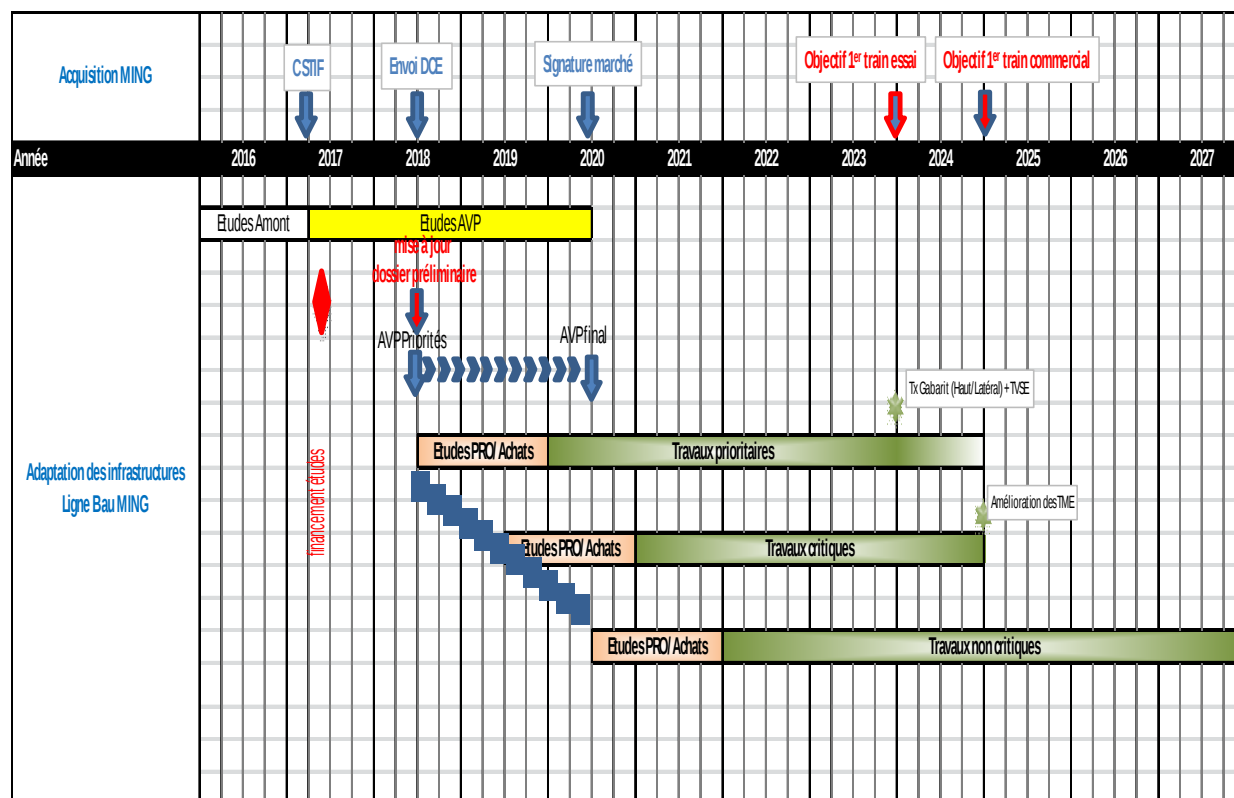 Acquisition MING
CSTIF
Envoi DCE
Signature marché
Objectif 1er train essai
Objectif 1er train commercial
Année 2016 2017 2018 2019 2020 2021 2022 2023 2024 2025 2026 2027
Etudes Amont
Etudes AVP
mise à jour
dossier préliminaire
AVP Priorités
AVP final
Tx Gabarit (Haut/Latéral) + TVSE
Etudes PRO/ Achats
Travaux prioritaires
financement études
Adaptation des infrastructures
Ligne B au MING
Amélioration des TME
Etudes PRO/ Achats
Travaux critiques
Etudes PRO/ Achats
Travaux non critiques